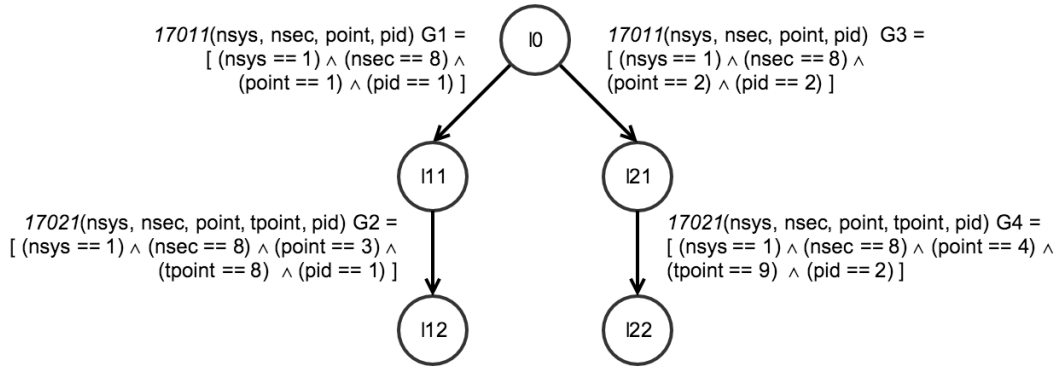 17011(nsys, nsec, point, pid) G1 =
[ (nsys == 1) ∧ (nsec == 8) ∧
(point == 1) ∧ (pid == 1) ]
l0
17011(nsys, nsec, point, pid) G3 =
[ (nsys == 1) ∧ (nsec == 8) ∧
(point == 2) ∧ (pid == 2) ]
l11
l21
17021(nsys, nsec, point, tpoint, pid) G2 =
[ (nsys == 1) ∧ (nsec == 8) ∧ (point == 3) ∧
(tpoint == 8) ∧ (pid == 1) ]
17021(nsys, nsec, point, tpoint, pid) G4 =
[ (nsys == 1) ∧ (nsec == 8) ∧ (point == 4) ∧
(tpoint == 9) ∧ (pid == 2) ]
l12
l22